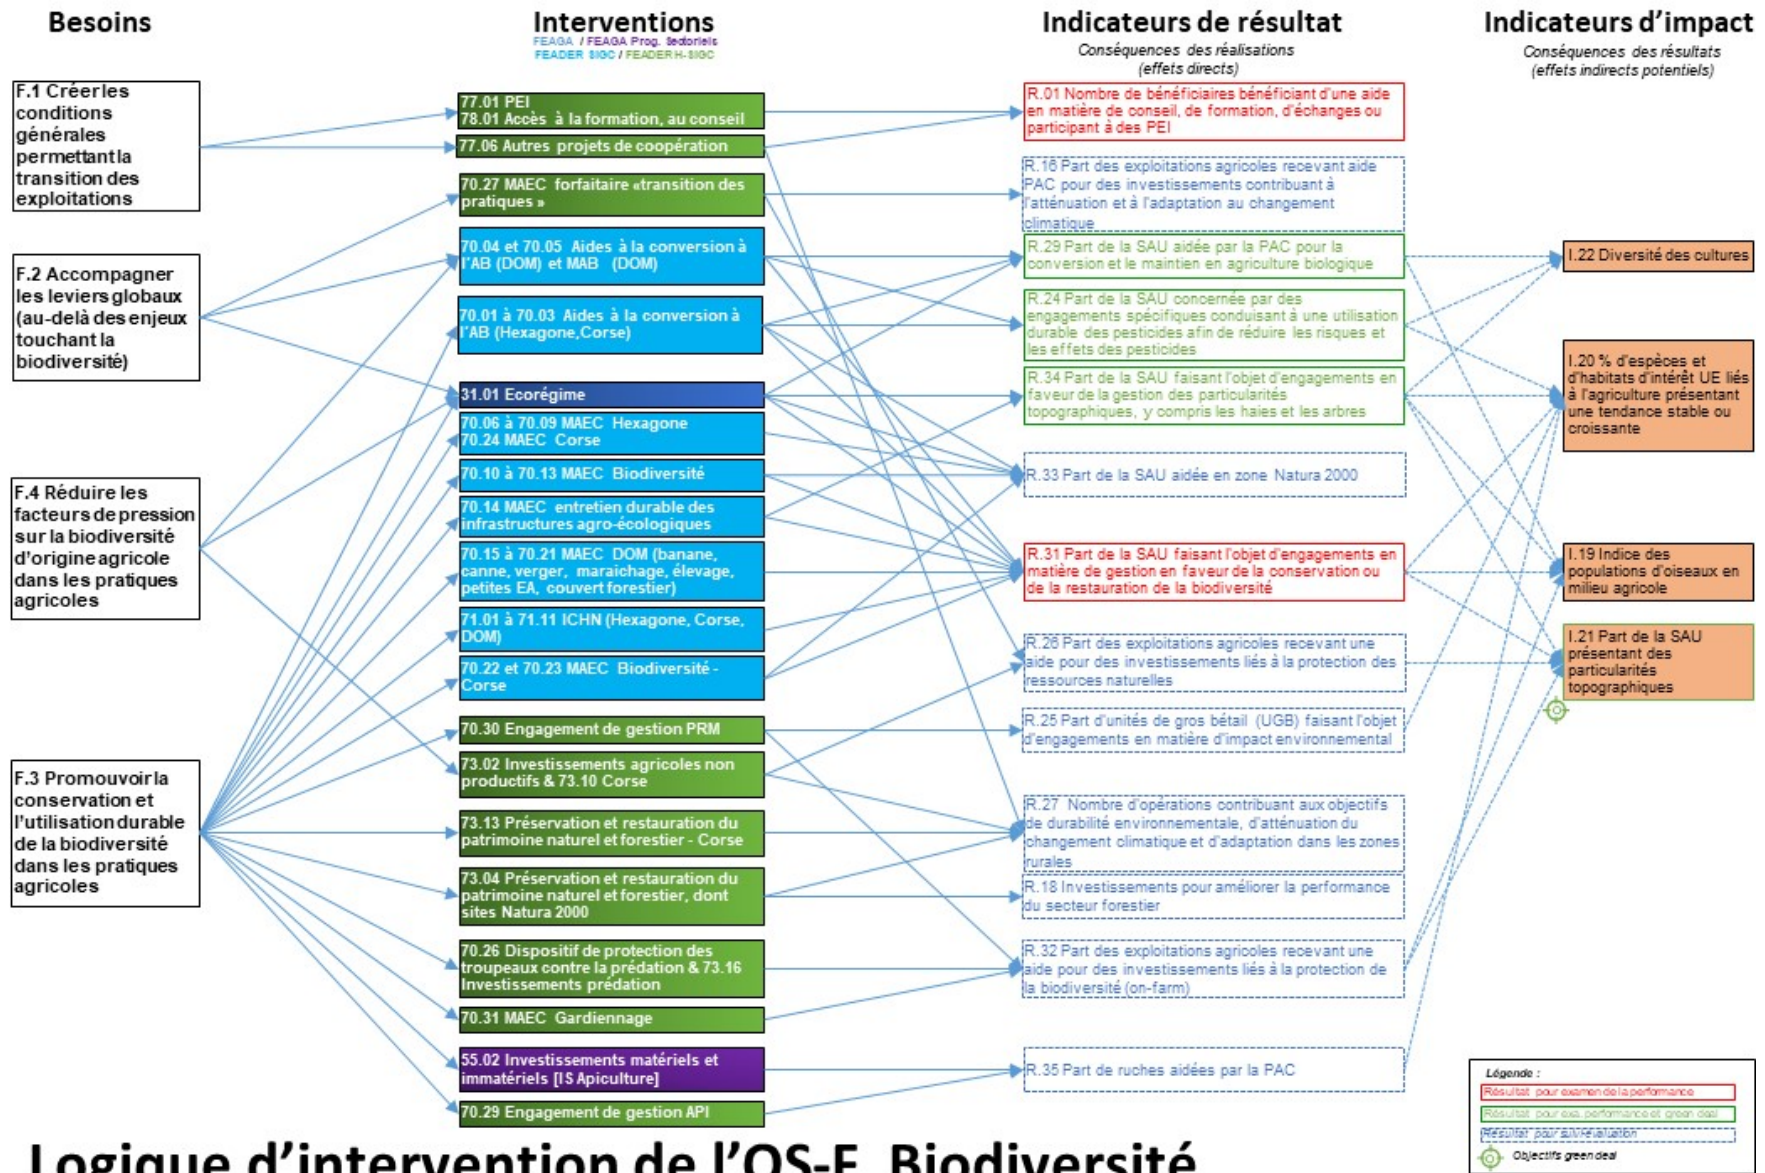 Besoins
Interventions
FEAGA / FEAGA Prog. Sectoriels
FEADER SIGC / FEADER H-SIGC
Indicateurs de résultat
Conséquences des réalisations
(effets directs)
Indicateurs d'impact
Conséquences des résultats
(effets indirects potentiels)
F.1 Créer les
conditions
générales
permettant la
transition des
exploitations
F.2 Accompagner
les leviers globaux
(au-delà des enjeux
touchant la
biodiversité)
F.4 Réduire les
facteurs de pression
sur la biodiversité
d'origine agricole
dans les pratiques
agricoles
F.3 Promouvoir la
conservation et
l'utilisation durable
de la biodiversité
dans les pratiques
agricoles
77.01 PEI
78.01 Accès à la formation, au conseil
77.06 Autres projets de coopération
70.27 MAEC forfaitaire «transition des
pratiques »
70.04 et 70.05 Aides à la conversion à
l'AB (DOM) et MAB (DOM)
70.01 à 70.03 Aides à la conversion à
l'AB (Hexagone,Corse)
31.01 Ecorégime
70.06 à 70.09 MAEC Hexagone
70.24 MAEC Corse
70.10 à 70.13 MAEC Biodiversité
70.14 MAEC entretien durable des
infrastructures agro-écologiques
70.15 à 70.21 MAEC DOM (banane,
canne, verger, maraichage, élevage,
petites EA, couvert forestier)
71.01 à 71.11 ICHN (Hexagone, Corse,
DOM)
70.22 et 70.23 MAEC Biodiversité -
Corse
70.30 Engagement de gestion PRM
73.02 Investissements agricoles non
productifs & 73.10 Corse
73.13 Préservation et restauration du
patrimoine naturel et forestier - Corse
73.04 Préservation et restauration du
patrimoine naturel et forestier, dont
sites Natura 2000
70.26 Dispositif de protection des
troupeaux contre la prédation & 73.16
Investissements prédation
70.31 MAEC Gardiennage
55.02 Investissements matériels et
immatériels [IS Apiculture]
70.29 Engagement de gestion API
R.01 Nombre de bénéficiaires bénéficiant d'une aide
en matière de conseil, de formation, d'échanges ou
participant à des PEI
R.16 Part des exploitations agricoles recevant aide
PAC pour des investissements contribuant à
l'atténuation et à l'adaptation au changement
climatique
R.29 Part de la SAU aidée par la PAC pour la
conversion et le maintien en agriculture biologique
R.24 Part de la SAU concernée par des
engagements spécifiques conduisant à une utilisation
durable des pesticides afin de réduire les risques et
les effets des pesticides
R.34 Part de la SAU faisant l'objet d'engagements en
faveur de la gestion des particularités
topographiques, y compris les haies et les arbres
R.33 Part de la SAU aidée en zone Natura 2000
R.31 Part de la SAU faisant l'objet d'engagements en
matière de gestion en faveur de la conservation ou
de la restauration de la biodiversité
R.26 Part des exploitations agricoles recevant une
aide pour des investissements liés à la protection des
ressources naturelles
R.25 Part d'unités de gros bétail (UGB) faisant l'objet
d'engagements en matière d'impact environnemental
R.27 Nombre d'opérations contribuant aux objectifs
de durabilité environnementale, d'atténuation du
changement climatique et d'adaptation dans les zones
rurales
R.18 Investissements pour améliorer la performance
du secteur forestier
R.32 Part des exploitations agricoles recevant une
aide pour des investissements liés à la protection de
la biodiversité (on-farm)
R.35 Part de ruches aidées par la PAC
I.22 Diversité des cultures
I.20 % d'espèces et
d'habitats d'intérêt UE liés
à l'agriculture présentant
une tendance stable ou
croissante
I.19 Indice des
populations d'oiseaux en
milieu agricole
I.21 Part de la SAU
présentant des
particularités
topographiques
Légende :
Résultat pour examen de la performance
Résultat pour exa. performance et green deal
Résultat pour suivi-évaluation
Objectifs green deal
Logique d'intervention de l'OS-F Biodiversité